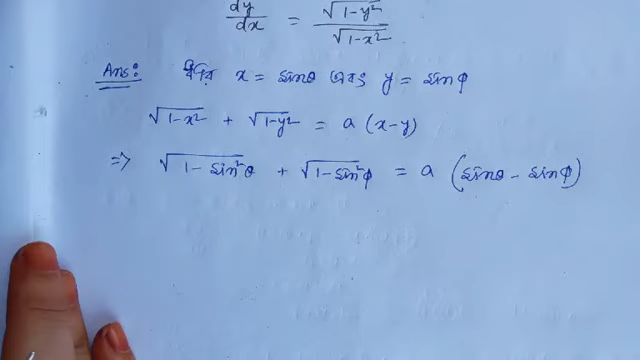 dy/dx = √1-y² / √1-x²
Ans: ধরি x = sinθ এবং y = sinφ
√1-x² + √1-y² = a (x-y)
=> √1-sin²θ + √1-sin²φ = a (sinθ - sinφ)